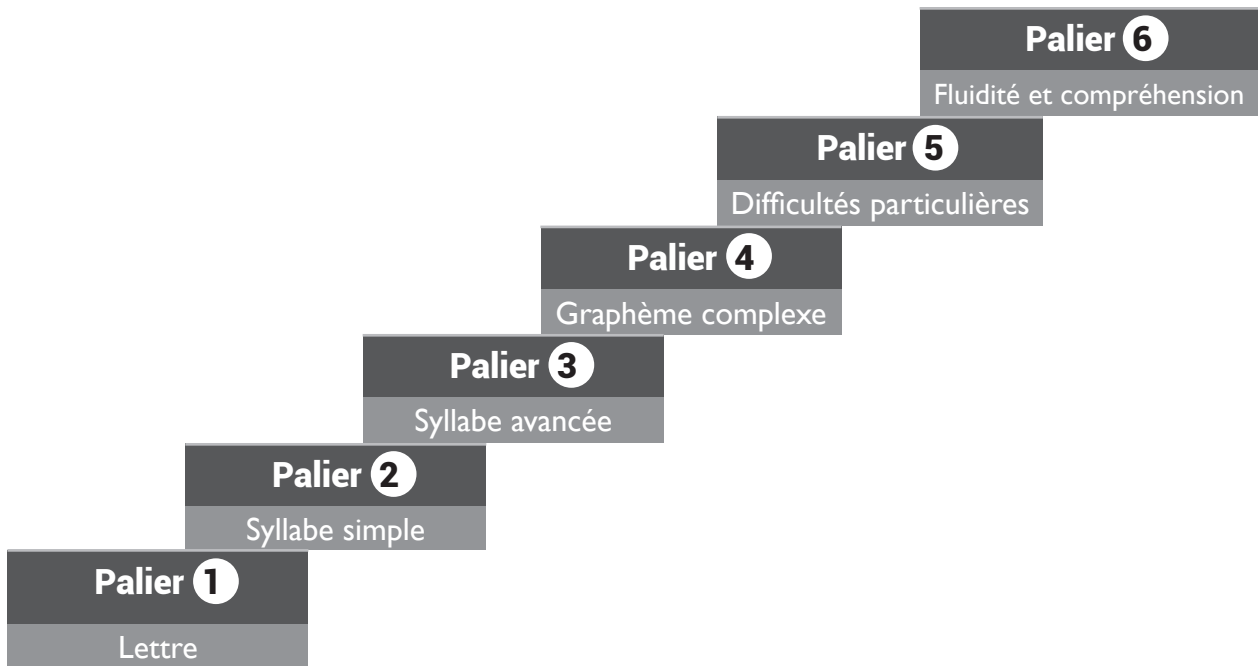 Palier 6
Fluidité et compréhension
Palier 5
Difficultés particulières
Palier 4
Graphème complexe
Palier 3
Syllabe avancée
Palier 2
Syllabe simple
Palier 1
Lettre